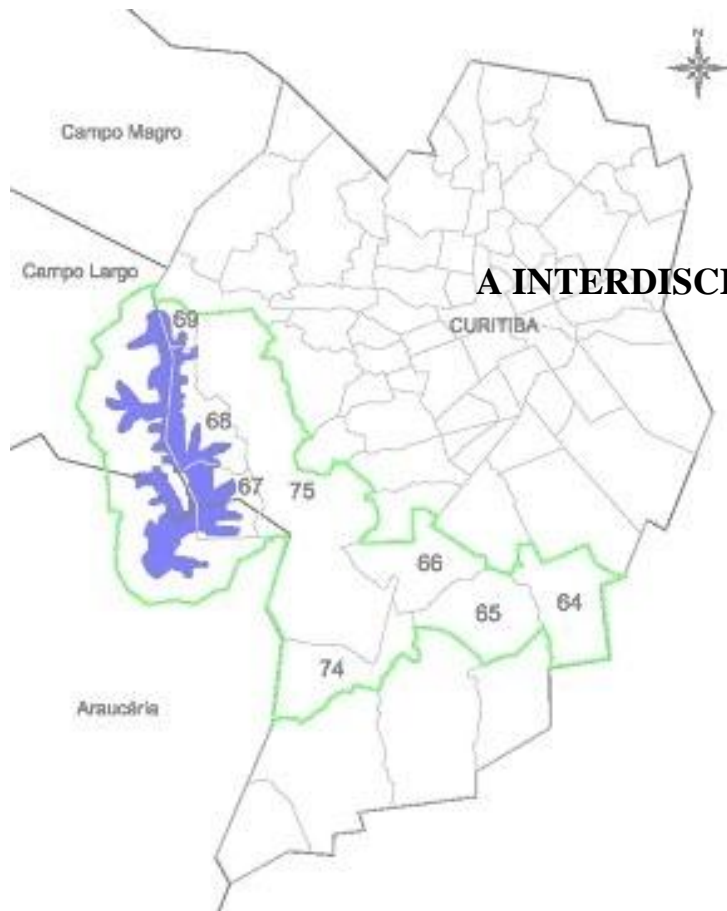 N
Campo Magro
Campo Largo
A INTERDISCI
CURITIBA
69
68
67
75
66
65
64
74
Araucária